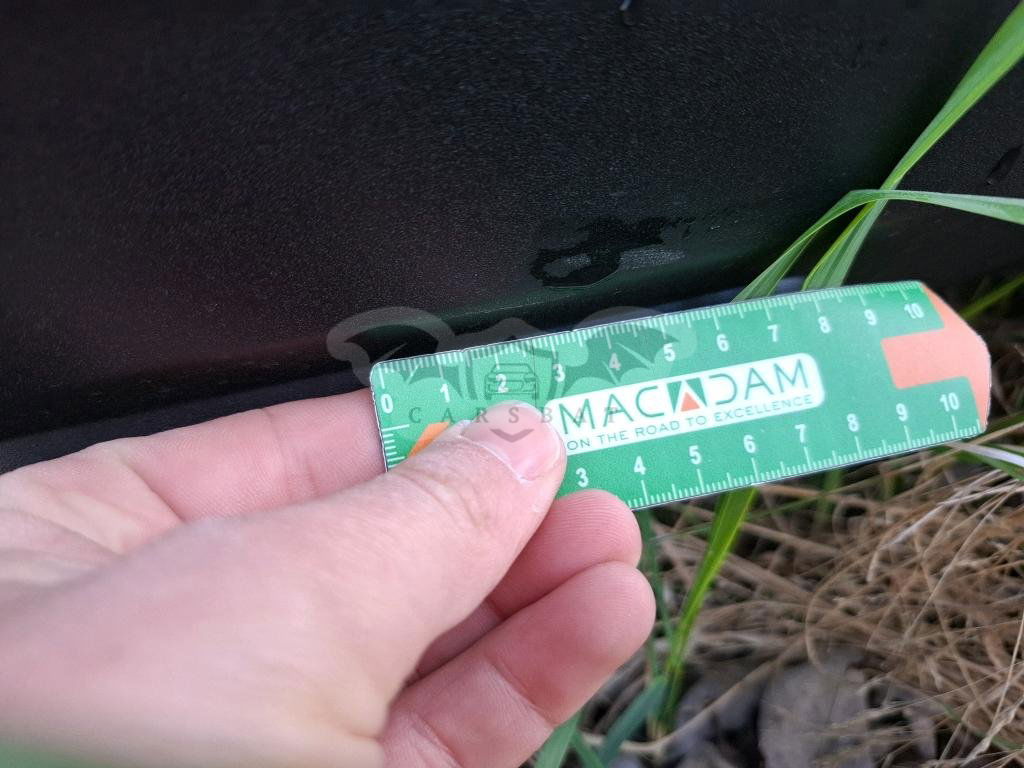 0 1 2 3 4 5 6 7 8 9 10
MACADAM
ON THE ROAD TO EXCELLENCE
3 4 5 6 7 8 9 10
CARSBAT